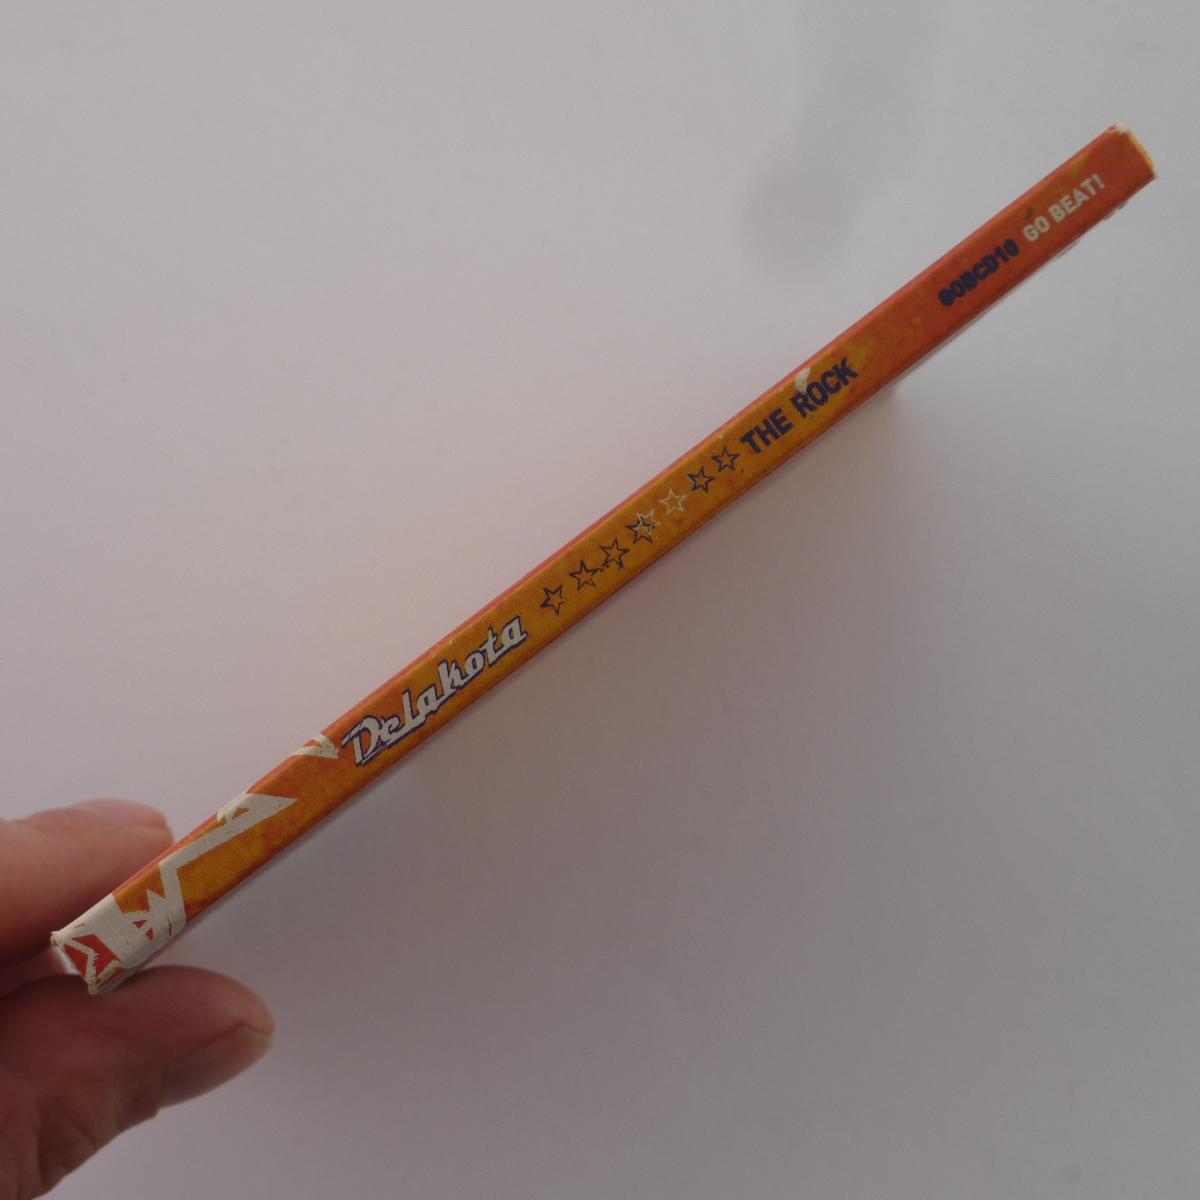 Delakota ☆☆☆☆☆☆☆☆ THE ROCK GOBCD10 GO BEAT!